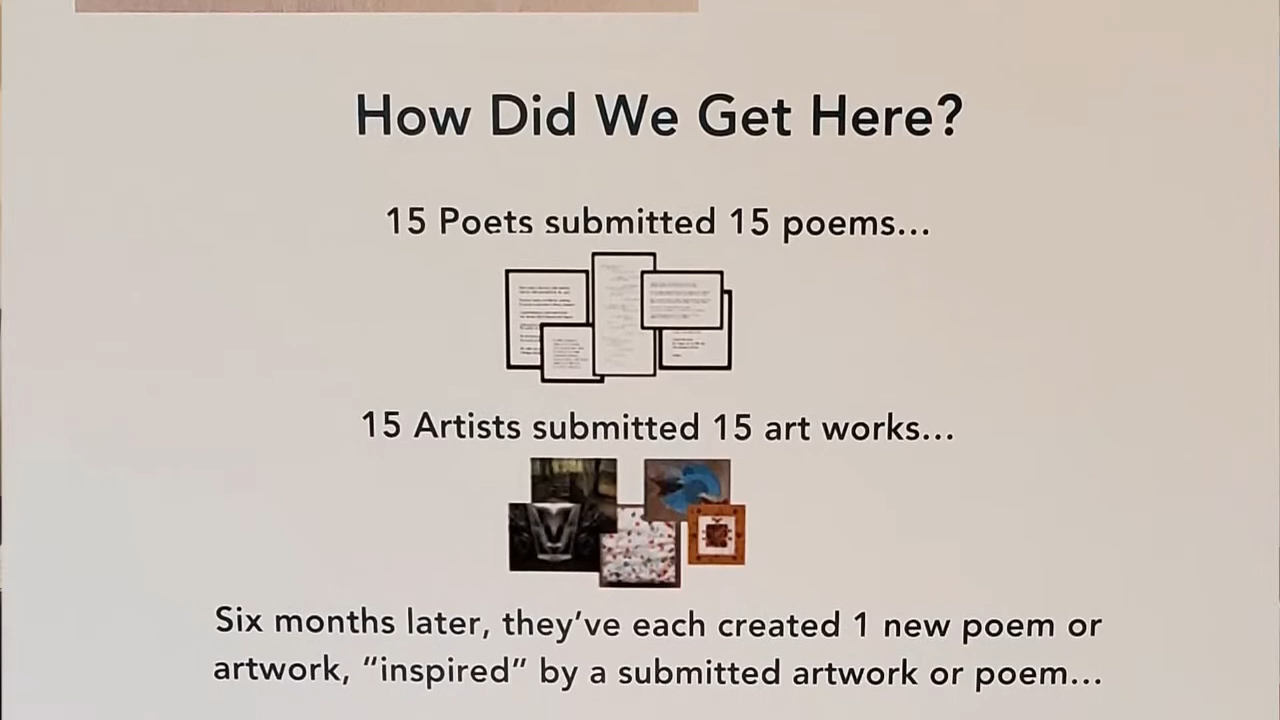 How Did We Get Here?
15 Poets submitted 15 poems...
15 Artists submitted 15 art works...
Six months later, they've each created 1 new poem or
artwork, "inspired" by a submitted artwork or poem...